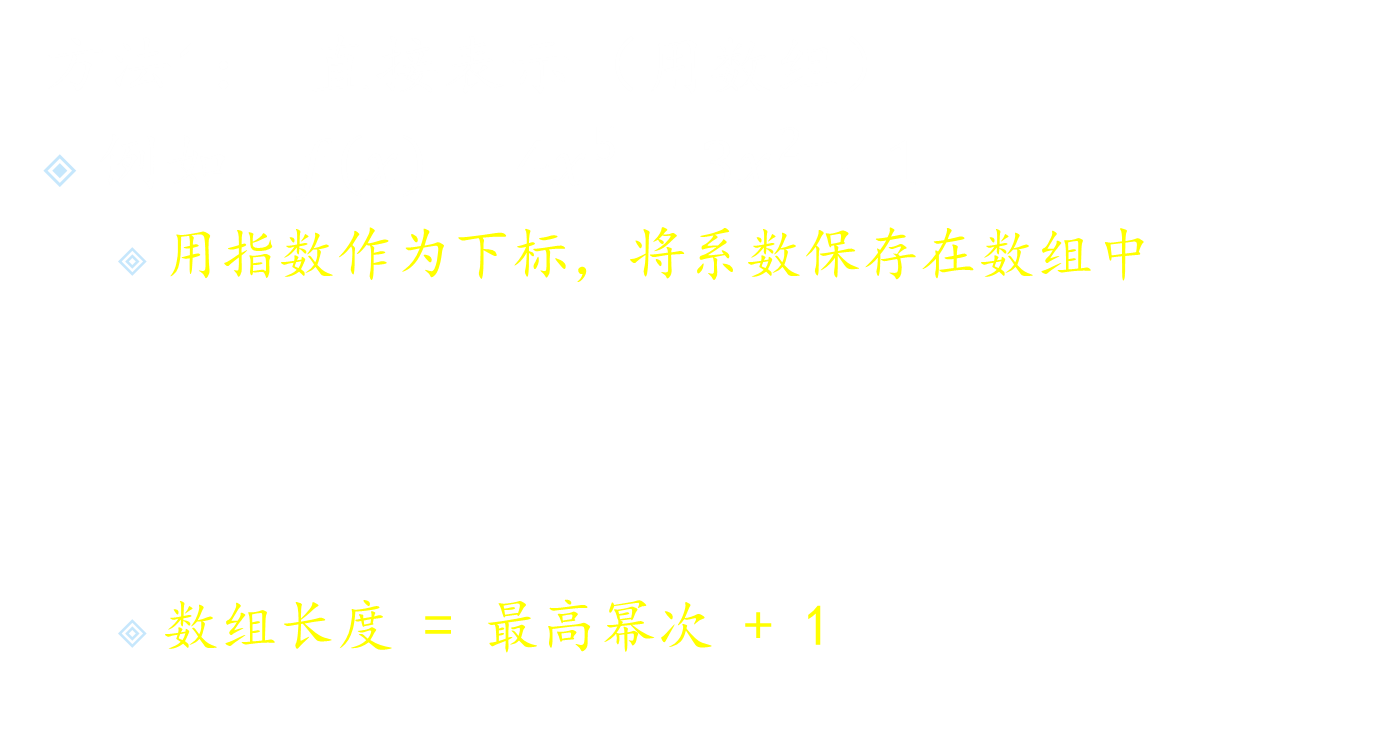 用指数作为下标，将系数保存在数组中
数组长度 = 最高幂次 + 1